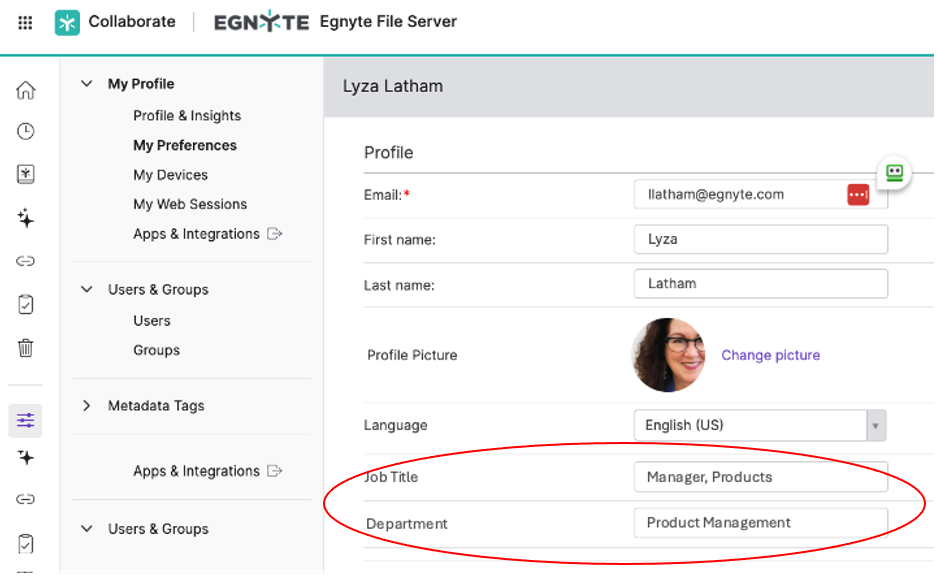 Collaborate
EGNYTE Egnyte File Server
My Profile
Profile & Insights
My Preferences
My Devices
My Web Sessions
Apps & Integrations
Users & Groups
Users
Groups
Metadata Tags
Apps & Integrations
Users & Groups
Lyza Latham
Profile
Email:* llatham@egnyte.com
First name: Lyza
Last name: Latham
Profile Picture Change picture
Language English (US)
Job Title Manager, Products
Department Product Management